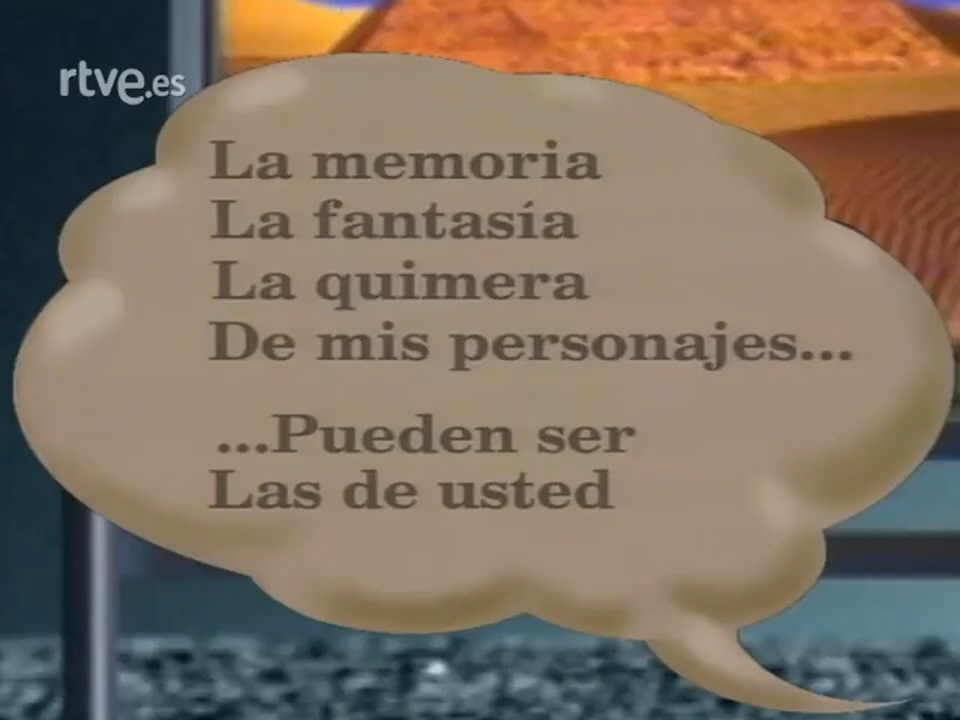 rtve.es
La memoria
La fantasía
La quimera
De mis personajes...
...Pueden ser
Las de usted